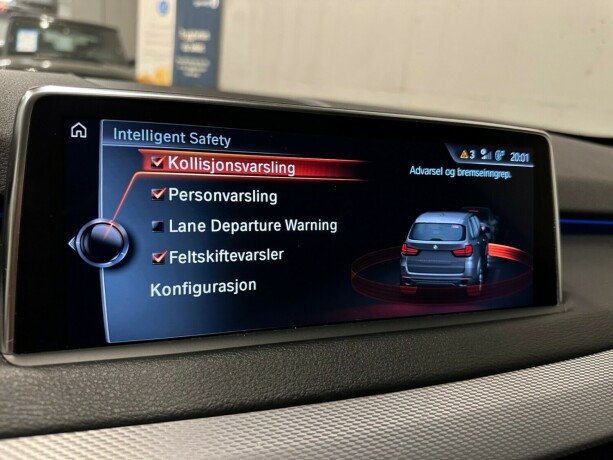 Intelligent Safety
3 20:01
Kollisjonsvarsling
Advarsel og bremseinngrep.
Personvarsling
Lane Departure Warning
Feltskiftevarsler
Konfigurasjon